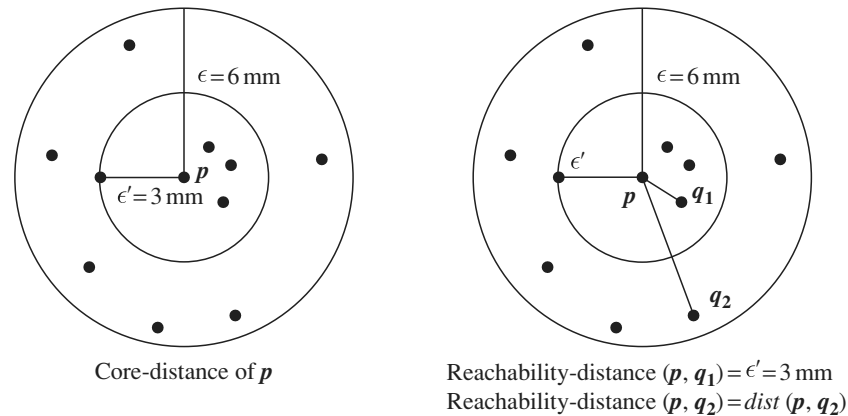 ϵ = 6 mm
p
ϵ′ = 3 mm
Core-distance of p
ϵ = 6 mm
ϵ′
p
q₁
q₂
Reachability-distance (p, q₁) = ϵ′ = 3 mm
Reachability-distance (p, q₂) = dist (p, q₂)